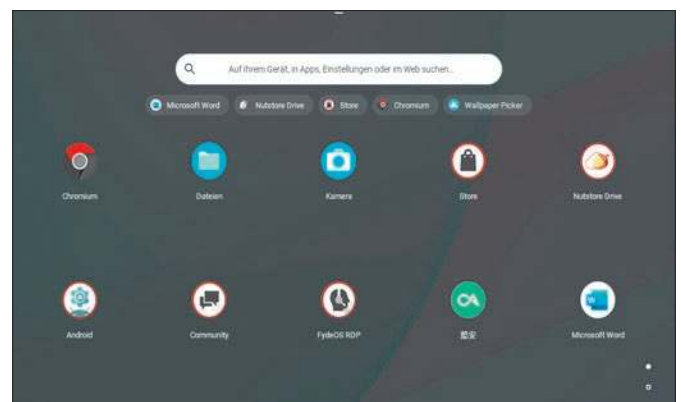 Auf Ihrem Gerät, in Apps, Einstellungen oder im Web suchen...
Microsoft Word Nutstore Drive Store Chromium Wallpaper Picker
Chromium Dateien Kamera Store Nutstore Drive
Android Community FydeOS RDP 酷安 Microsoft Word